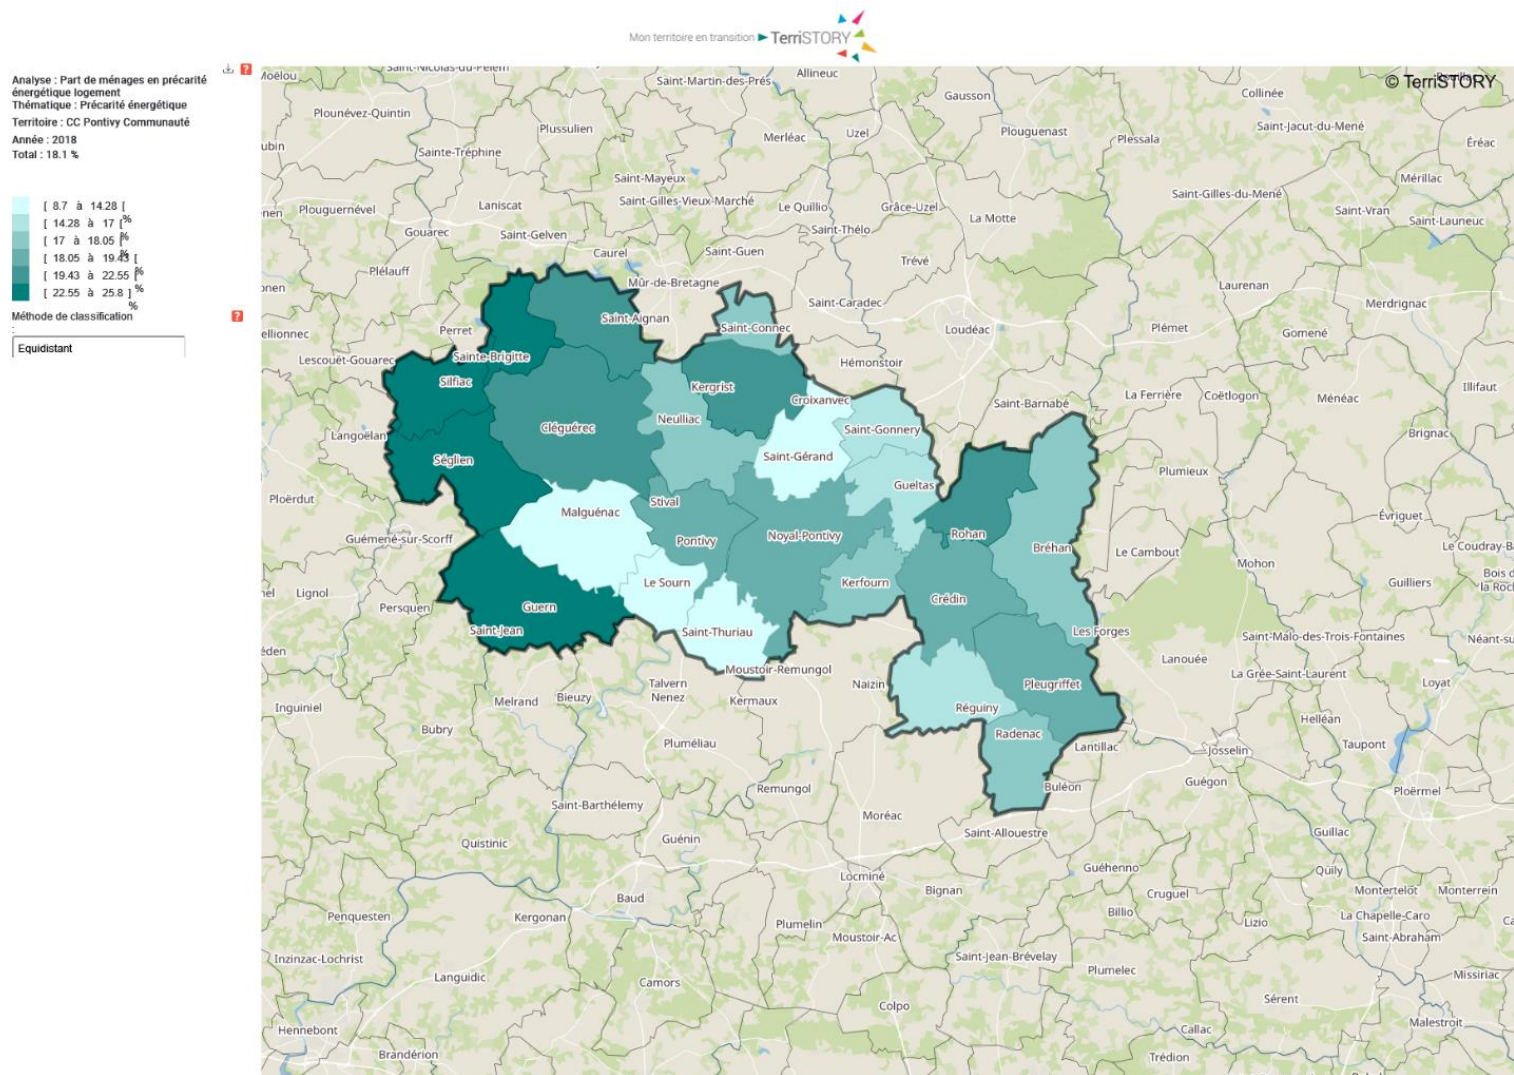 Mon territoire en transition TerriSTORY
Analyse : Part de ménages en précarité
énergétique logement
Thématique : Précarité énergétique
Territoire : CC Pontivy Communauté
Année : 2018
Total : 18.1 %
[ 8.7 à 14.28 [
%
[ 14.28 à 17 [
%
[ 17 à 18.05 [
%
[ 18.05 à 19.43 [
%
[ 19.43 à 22.55 [
%
[ 22.55 à 25.8 ]
%
Méthode de classification
:
Equidistant
? 
?
© TerriSTORY
Saint-Nicolas-du-Pélem
Saint-Martin-des-Prés
Allineuc
Gausson
Collinée
Plounévez-Quintin
Plussulien
Merléac
Uzel
Plouguenast
Plessala
Saint-Jacut-du-Mené
Éréac
Sainte-Tréphine
Saint-Mayeux
Mérillac
Plouguernével
Laniscat
Saint-Gilles-Vieux-Marché
Le Quillio
Grâce-Uzel
La Motte
Saint-Gilles-du-Mené
Saint-Vran
Saint-Launeuc
Gouarec
Saint-Gelven
Saint-Thélo
Caurel
Saint-Guen
Trévé
Plélauff
Mûr-de-Bretagne
Laurenan
Saint-Caradec
Merdrignac
Saint-Aignan
Perret
Saint-Connec
Loudéac
Plémet
Gomené
Lescouët-Gouarec
Sainte-Brigitte
Hémonstoir
Silfiac
Kergrist
Croixanvec
Saint-Barnabé
La Ferrière
Coëtlogon
Ménéac
Illifaut
Langoëlan
Cléguérec
Neulliac
Saint-Gonnery
Brignac
Séglien
Saint-Gérand
Plumieux
Ploërdut
Gueltas
Stival
Malguénac
Évriguet
Guémené-sur-Scorff
Pontivy
Noyal-Pontivy
Rohan
Bréhan
Le Cambout
Mohon
Le Coudray-Ba
Lignol
Le Sourn
Kerfourn
Guilliers
Bois d
la Roc
Persquen
Guern
Crédin
Saint-Jean
Saint-Thuriau
Les Forges
Saint-Malo-des-Trois-Fontaines
Néant-su
Moustoir-Remungol
Lanouée
La Grée-Saint-Laurent
Inguiniel
Melrand
Bieuzy
Talvern
Nenez
Kermaux
Naizin
Pleugriffet
Loyat
Réguiny
Helléan
Bubry
Pluméliau
Radenac
Lantillac
Josselin
Taupont
Remungol
Buléon
Guégon
Ploërmel
Saint-Barthélemy
Moréac
Quistinic
Guénin
Saint-Allouestre
Guillac
Guéhenno
Quily
Locminé
Bignan
Cruguel
Montertelot
Monterrein
Penquesten
Kergonan
Baud
Plumelin
Billio
Lizio
La Chapelle-Caro
Moustoir-Ac
Saint-Abraham
Inzinzac-Lochrist
Languidic
Camors
Saint-Jean-Brévelay
Plumelec
Missiriac
Colpo
Sérent
Hennebont
Callac
Malestroit
Brandérion
Trédion